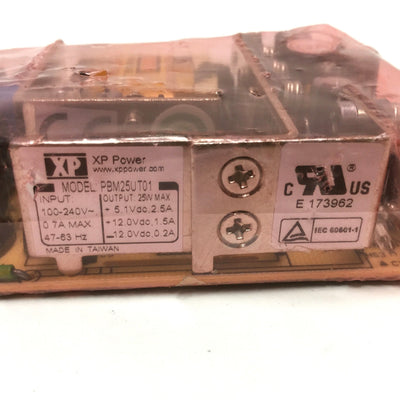 XP
XP Power
www.xppower.com
MODEL: PBM25UT01
INPUT
100-240V~
0.7A MAX
47-63 Hz
OUTPUT: 25W MAX
+ 5.1Vdc, 2.5A
+12.0Vdc, 1.5A
-12.0Vdc, 0.2A
MADE IN TAIWAN
C UR US
E 173962
IEC 60601-1